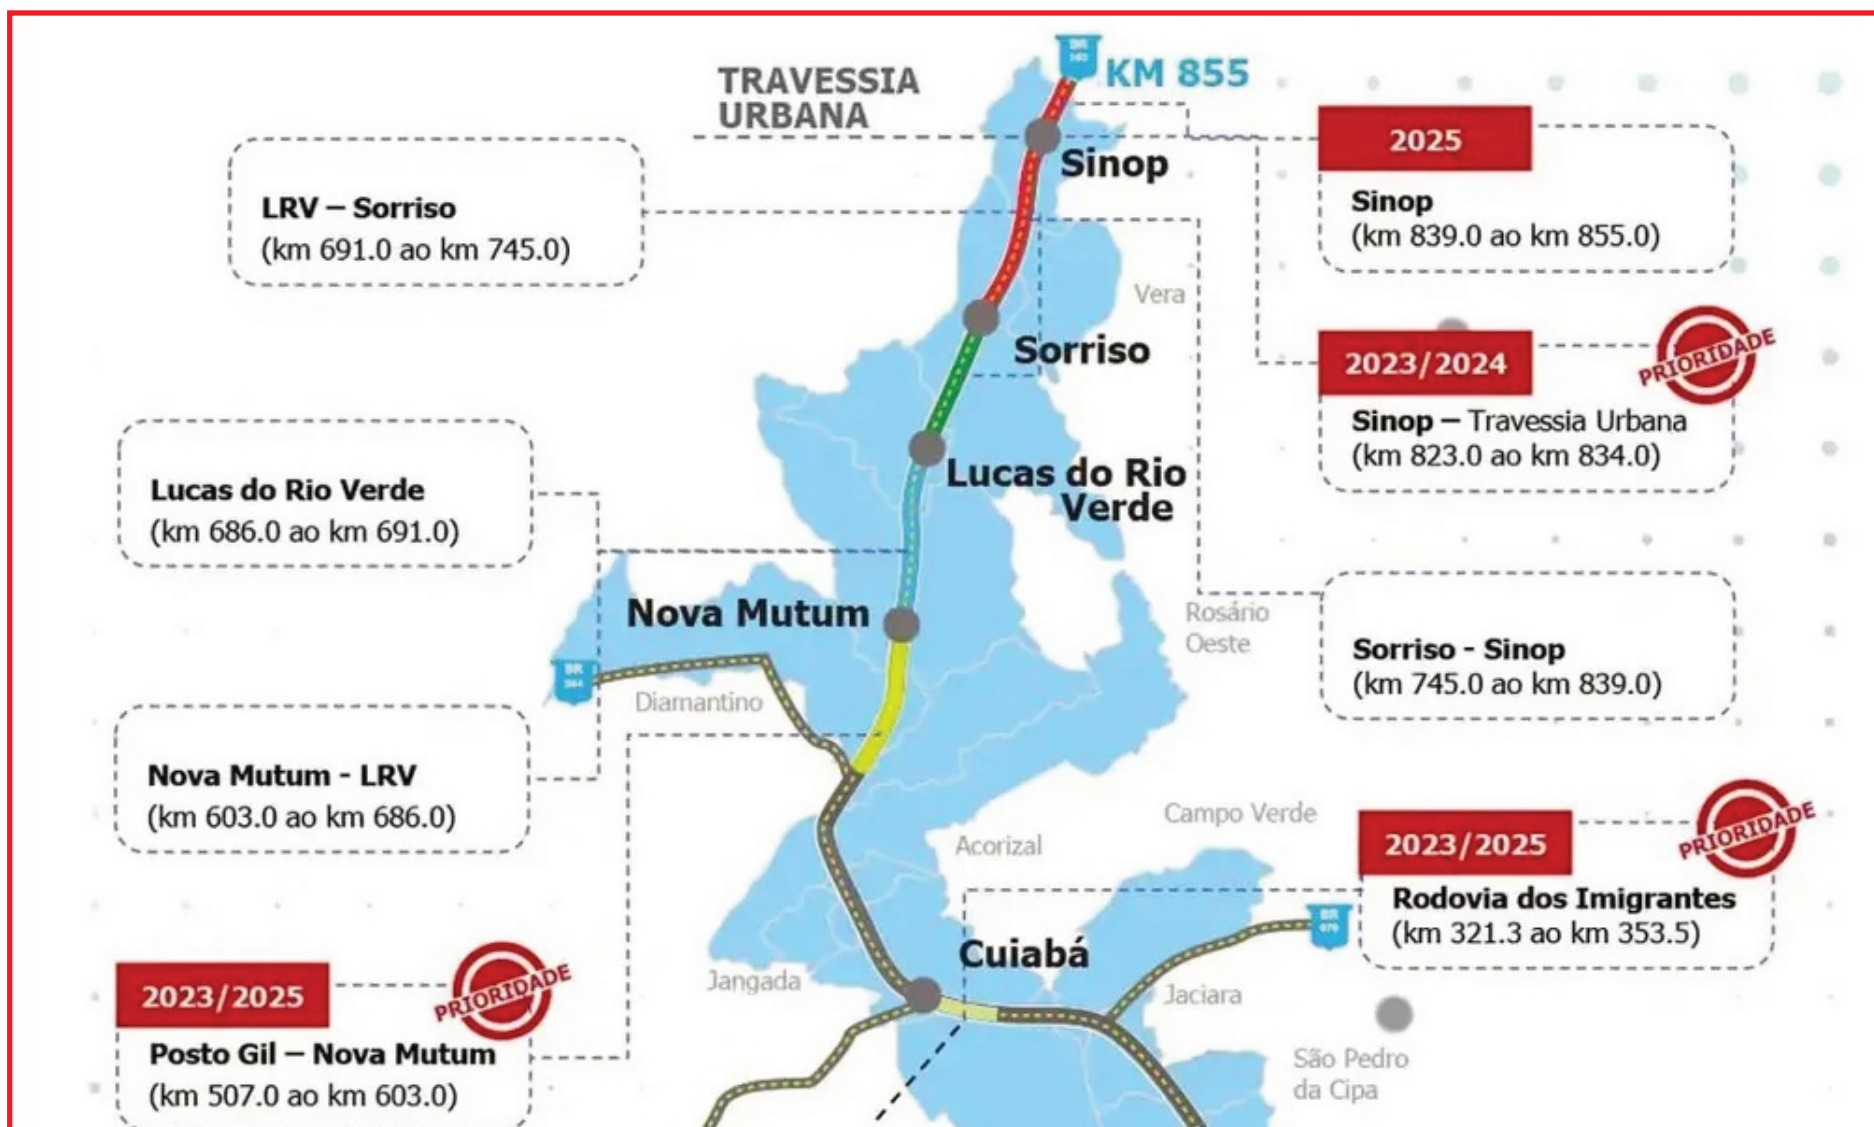 BR
163
KM 855
TRAVESSIA
URBANA
Sinop
2025
Sinop
(km 839.0 ao km 855.0)
LRV – Sorriso
(km 691.0 ao km 745.0)
Vera
Sorriso
2023/2024
PRIORIDADE
Sinop – Travessia Urbana
(km 823.0 ao km 834.0)
Lucas do Rio
Verde
Lucas do Rio Verde
(km 686.0 ao km 691.0)
Nova Mutum
Rosário
Oeste
Sorriso - Sinop
(km 745.0 ao km 839.0)
BR
Diamantino
Nova Mutum - LRV
(km 603.0 ao km 686.0)
Campo Verde
Acorizal
2023/2025
PRIORIDADE
Rodovia dos Imigrantes
(km 321.3 ao km 353.5)
BR
070
Cuiabá
Jangada
Jaciara
2023/2025
PRIORIDADE
Posto Gil – Nova Mutum
(km 507.0 ao km 603.0)
São Pedro
da Cipa